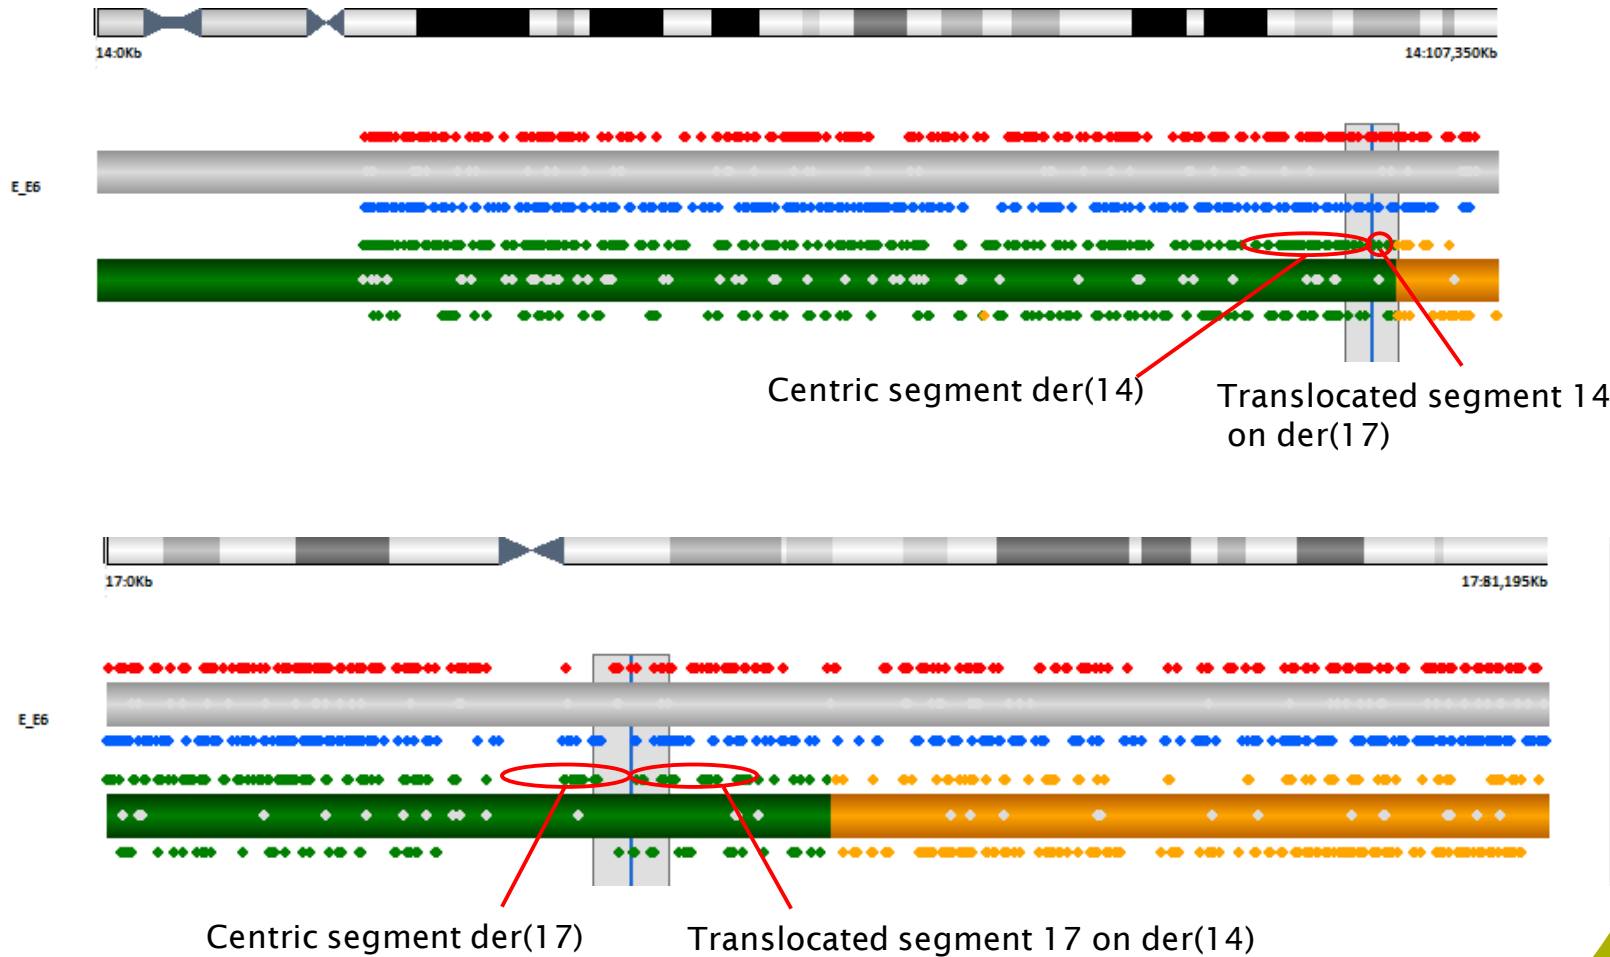 14:0Kb
14:107,350Kb
E_E6
Centric segment der(14)
Translocated segment 14
on der(17)
17:0Kb
17:81,195Kb
E_E6
Centric segment der(17)
Translocated segment 17 on der(14)